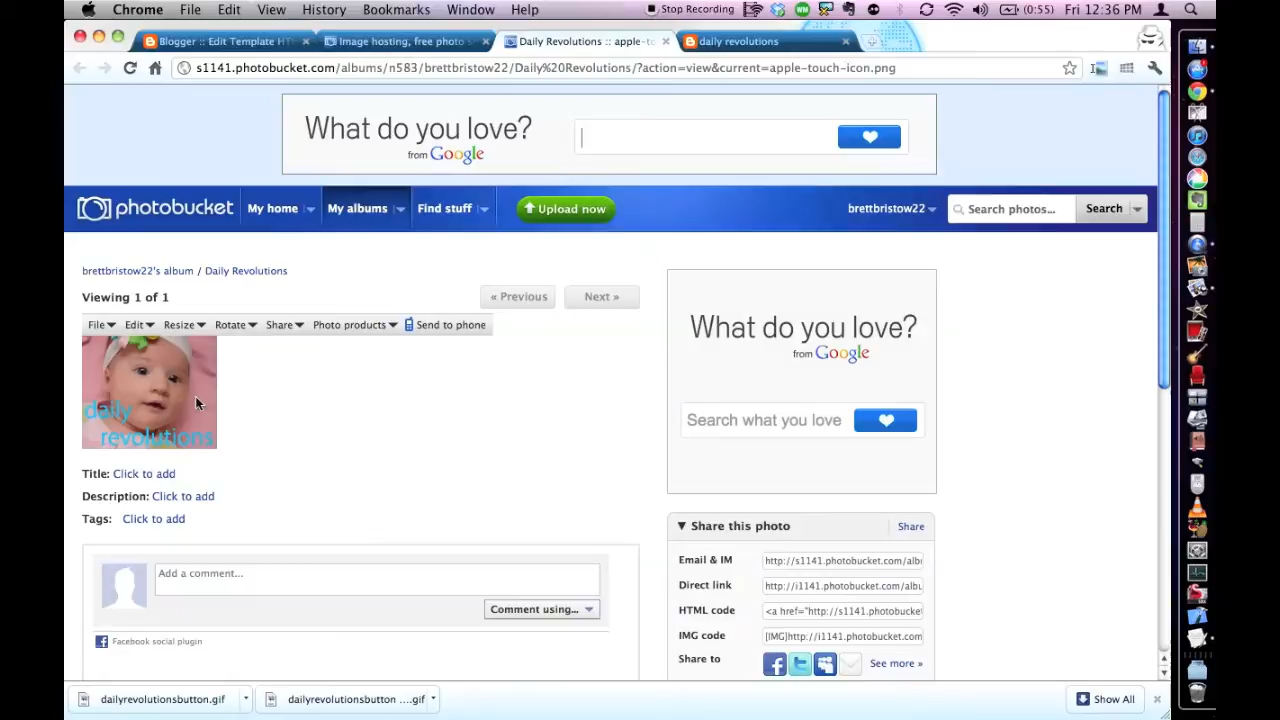 Chrome File Edit View History Bookmarks Window Help Stop Recording (0:55) Fri 12:36 PM
Blogger :: Edit Template HT × Image hosting, free photo s × Daily Revolutions :: apple-to × daily revolutions ×
s1141.photobucket.com/albums/n583/brettbristow22/Daily%20Revolutions/?action=view&current=apple-touch-icon.png
What do you love?
from Google
photobucket My home My albums Find stuff Upload now brettbristow22 Search photos... Search
brettbristow22's album / Daily Revolutions
Viewing 1 of 1 « Previous Next »
File Edit Resize Rotate Share Photo products Send to phone
What do you love?
from Google
daily
revolutions
Search what you love
Title: Click to add
Description: Click to add
Tags: Click to add
Share this photo Share
Email & IM http://s1141.photobucket.com/albu
Direct link http://i1141.photobucket.com/albu
HTML code <a href="http://s1141.photobucket
IMG code [IMG]http://i1141.photobucket.com
Share to See more »
Add a comment...
Comment using...
Facebook social plugin
dailyrevolutionsbutton.gif dailyrevolutionsbutton ....gif Show All ×